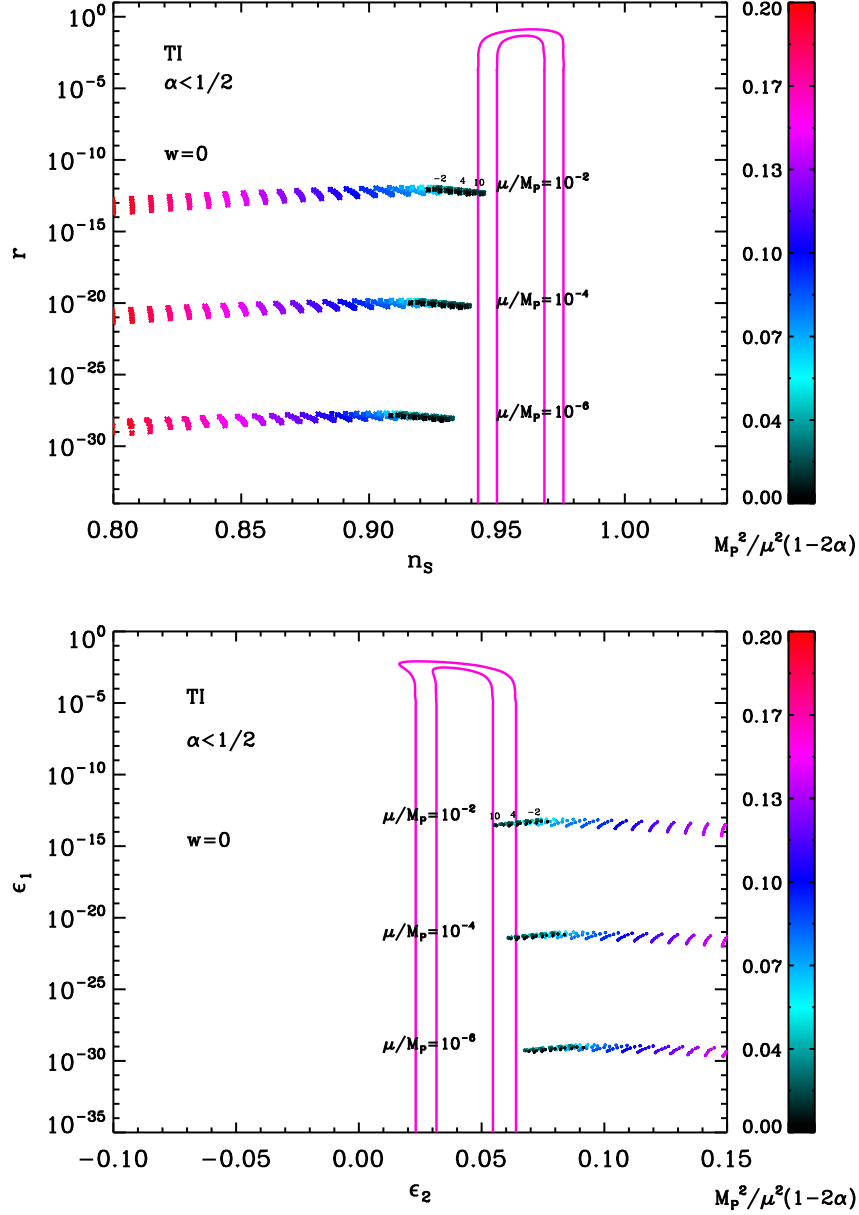 10⁰
TI
α<1/2
10⁻⁵
w=0
10⁻¹⁰
-2 4 10
μ/M_P=10⁻²
10⁻¹⁵
r
10⁻²⁰
μ/M_P=10⁻⁴
10⁻²⁵
μ/M_P=10⁻⁶
10⁻³⁰
0.80 0.85 0.90 0.95 1.00
n_S
0.20
0.17
0.13
0.10
0.07
0.04
0.00
M_P²/μ²(1-2α)
10⁰
TI
10⁻⁵
α<1/2
10⁻¹⁰
μ/M_P=10⁻² 10 4 -2
w=0
10⁻¹⁵
ϵ₁
10⁻²⁰
μ/M_P=10⁻⁴
10⁻²⁵
10⁻³⁰
μ/M_P=10⁻⁶
10⁻³⁵
-0.10 -0.05 0.00 0.05 0.10 0.15
ϵ₂
0.20
0.17
0.13
0.10
0.07
0.04
0.00
M_P²/μ²(1-2α)